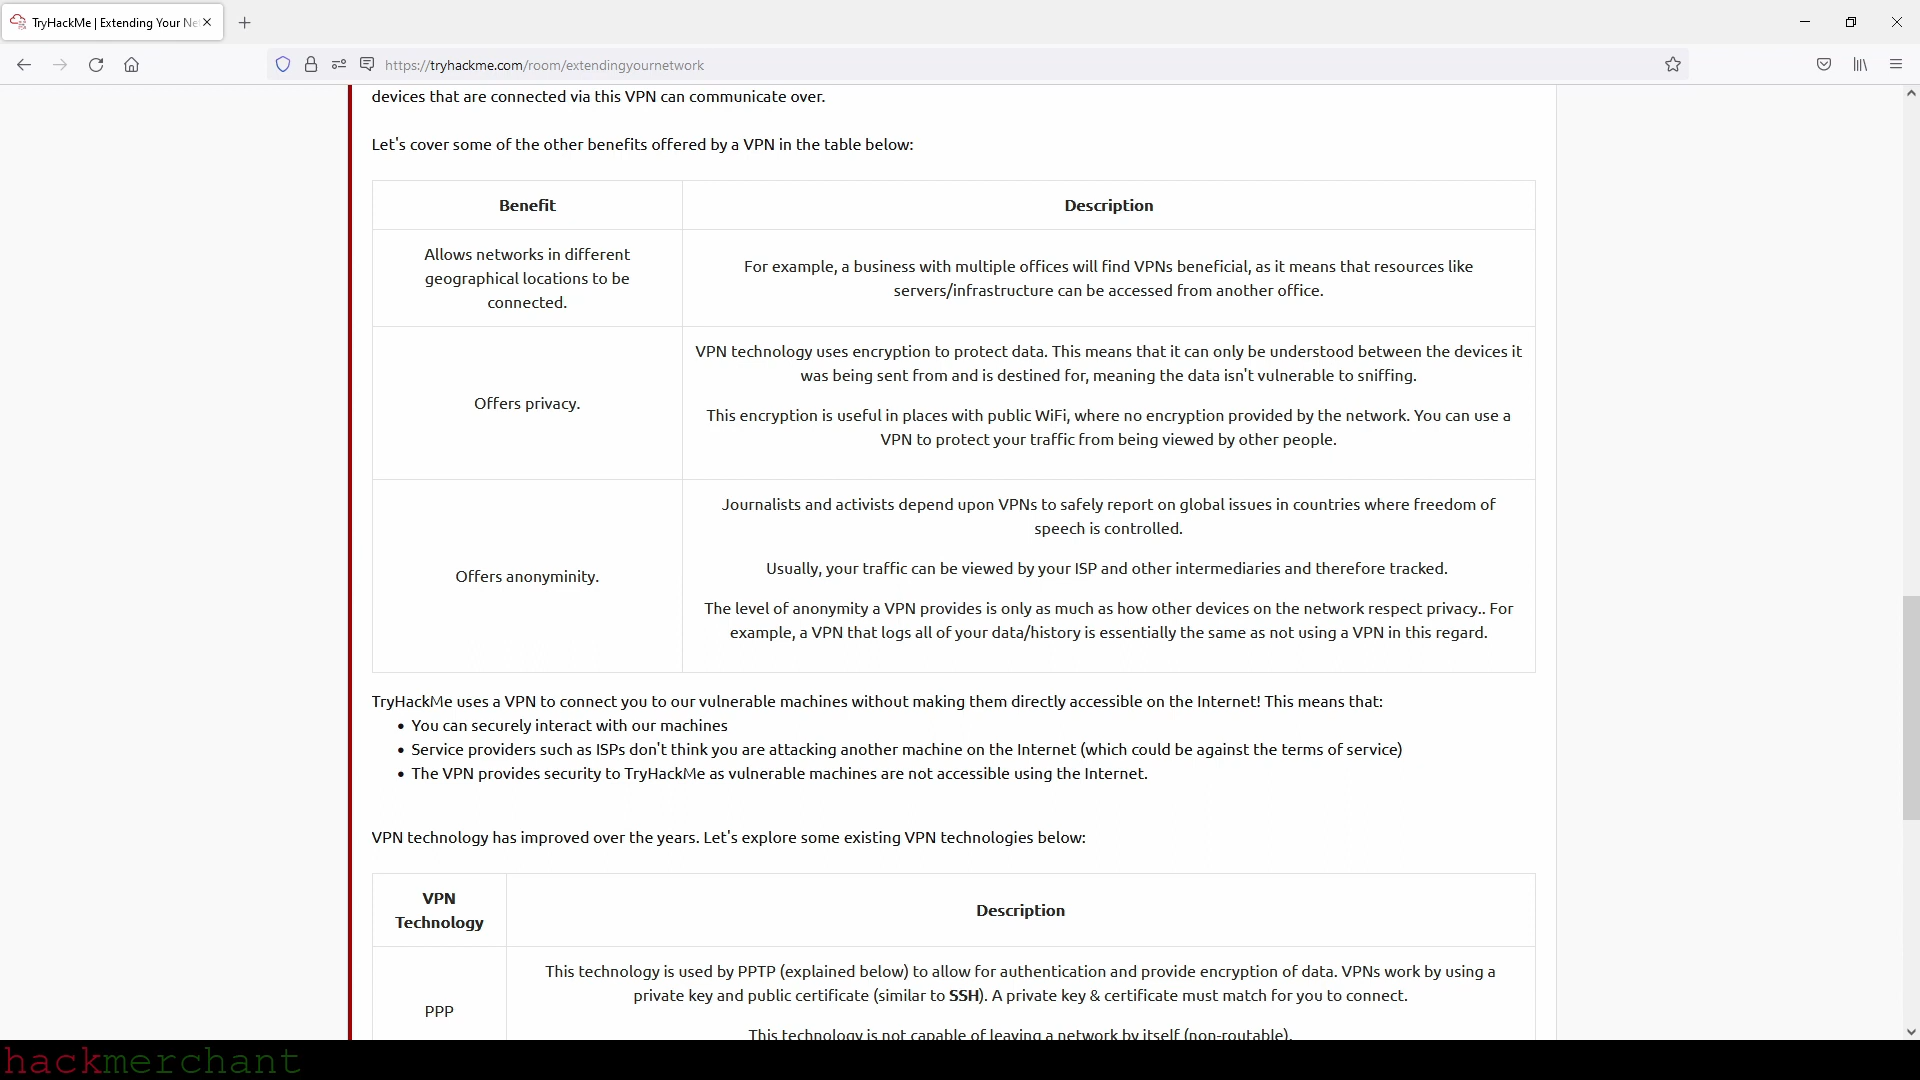 TryHackMe | Extending Your Ne
https://tryhackme.com/room/extendingyournetwork
devices that are connected via this VPN can communicate over.
Let's cover some of the other benefits offered by a VPN in the table below:
Benefit
Description
Allows networks in different
geographical locations to be
connected.
For example, a business with multiple offices will find VPNs beneficial, as it means that resources like
servers/infrastructure can be accessed from another office.
Offers privacy.
VPN technology uses encryption to protect data. This means that it can only be understood between the devices it
was being sent from and is destined for, meaning the data isn't vulnerable to sniffing.
This encryption is useful in places with public WiFi, where no encryption provided by the network. You can use a
VPN to protect your traffic from being viewed by other people.
Offers anonyminity.
Journalists and activists depend upon VPNs to safely report on global issues in countries where freedom of
speech is controlled.
Usually, your traffic can be viewed by your ISP and other intermediaries and therefore tracked.
The level of anonymity a VPN provides is only as much as how other devices on the network respect privacy.. For
example, a VPN that logs all of your data/history is essentially the same as not using a VPN in this regard.
TryHackMe uses a VPN to connect you to our vulnerable machines without making them directly accessible on the Internet! This means that:
• You can securely interact with our machines
• Service providers such as ISPs don't think you are attacking another machine on the Internet (which could be against the terms of service)
• The VPN provides security to TryHackMe as vulnerable machines are not accessible using the Internet.
VPN technology has improved over the years. Let's explore some existing VPN technologies below:
VPN
Technology
Description
PPP
This technology is used by PPTP (explained below) to allow for authentication and provide encryption of data. VPNs work by using a
private key and public certificate (similar to SSH). A private key & certificate must match for you to connect.
This technology is not capable of leaving a network by itself (non-routable).
hackmerchant